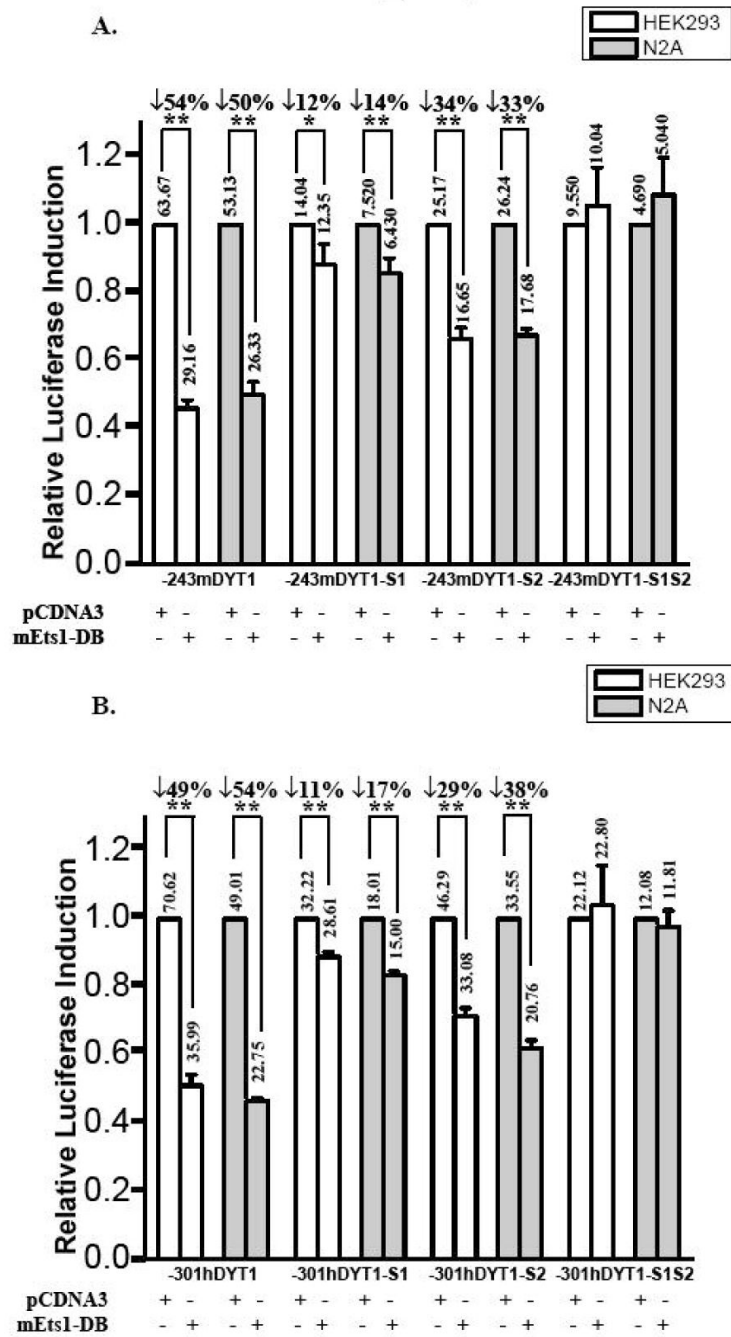 A.
HEK293
N2A
↓54% ↓50% ↓12% ↓14% ↓34% ↓33%
** ** * ** ** **
Relative Luciferase Induction
1.2
1.0
0.8
0.6
0.4
0.2
0.0
63.67 29.16 53.13 26.33 14.04 12.35 7.520 6.430 25.17 16.65 26.24 17.68 9.550 10.04 4.690 5.040
-243mDYT1 -243mDYT1-S1 -243mDYT1-S2 -243mDYT1-S1S2
pCDNA3 + - + - + - + - + - + - + - + -
mEts1-DB - + - + - + - + - + - + - + - +
B.
HEK293
N2A
↓49% ↓54% ↓11% ↓17% ↓29% ↓38%
** ** ** ** ** **
Relative Luciferase Induction
1.2
1.0
0.8
0.6
0.4
0.2
0.0
70.62 35.99 49.01 22.75 32.22 28.61 18.01 15.00 46.29 33.08 33.55 20.76 22.12 22.80 12.08 11.81
-301hDYT1 -301hDYT1-S1 -301hDYT1-S2 -301hDYT1-S1S2
pCDNA3 + - + - + - + - + - + - + - + -
mEts1-DB - + - + - + - + - + - + - + - +